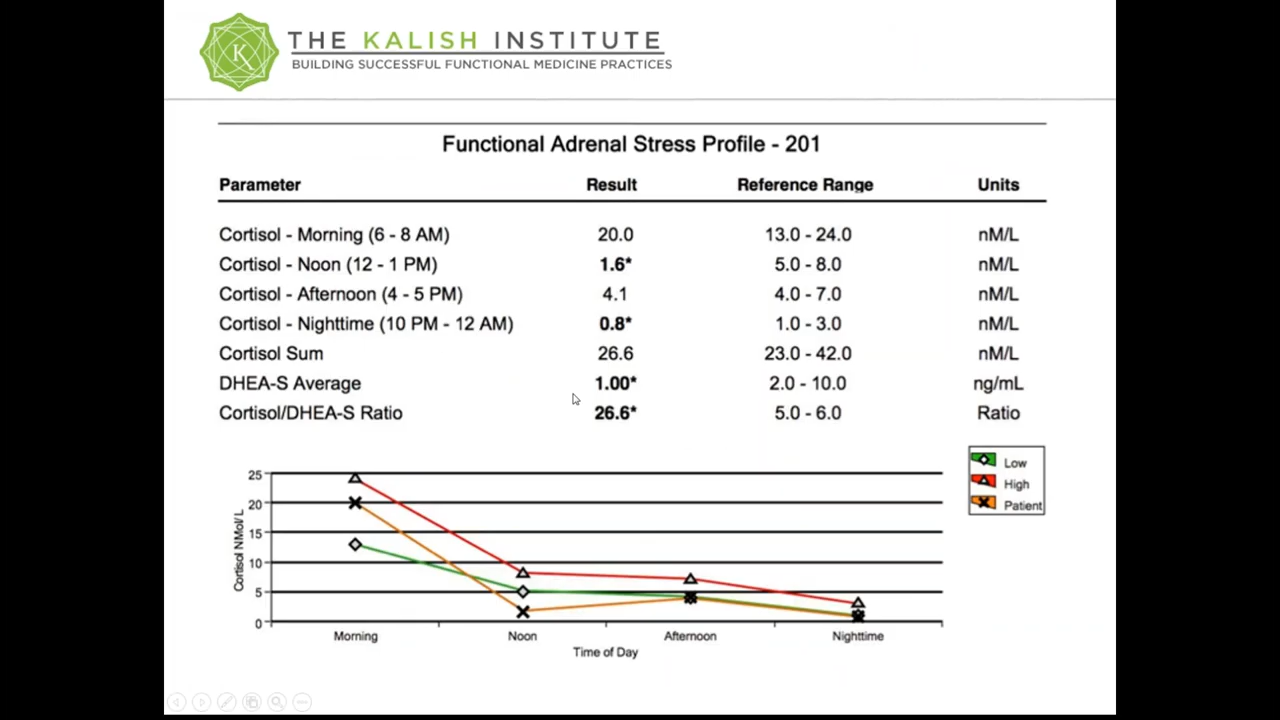 THE KALISH INSTITUTE
BUILDING SUCCESSFUL FUNCTIONAL MEDICINE PRACTICES
K
Functional Adrenal Stress Profile - 201
Parameter Result Reference Range Units
Cortisol - Morning (6 - 8 AM) 20.0 13.0 - 24.0 nM/L
Cortisol - Noon (12 - 1 PM) 1.6* 5.0 - 8.0 nM/L
Cortisol - Afternoon (4 - 5 PM) 4.1 4.0 - 7.0 nM/L
Cortisol - Nighttime (10 PM - 12 AM) 0.8* 1.0 - 3.0 nM/L
Cortisol Sum 26.6 23.0 - 42.0 nM/L
DHEA-S Average 1.00* 2.0 - 10.0 ng/mL
Cortisol/DHEA-S Ratio 26.6* 5.0 - 6.0 Ratio
Low
High
Patient
Cortisol NMol/L
25
20
15
10
5
0
Morning Noon Afternoon Nighttime
Time of Day